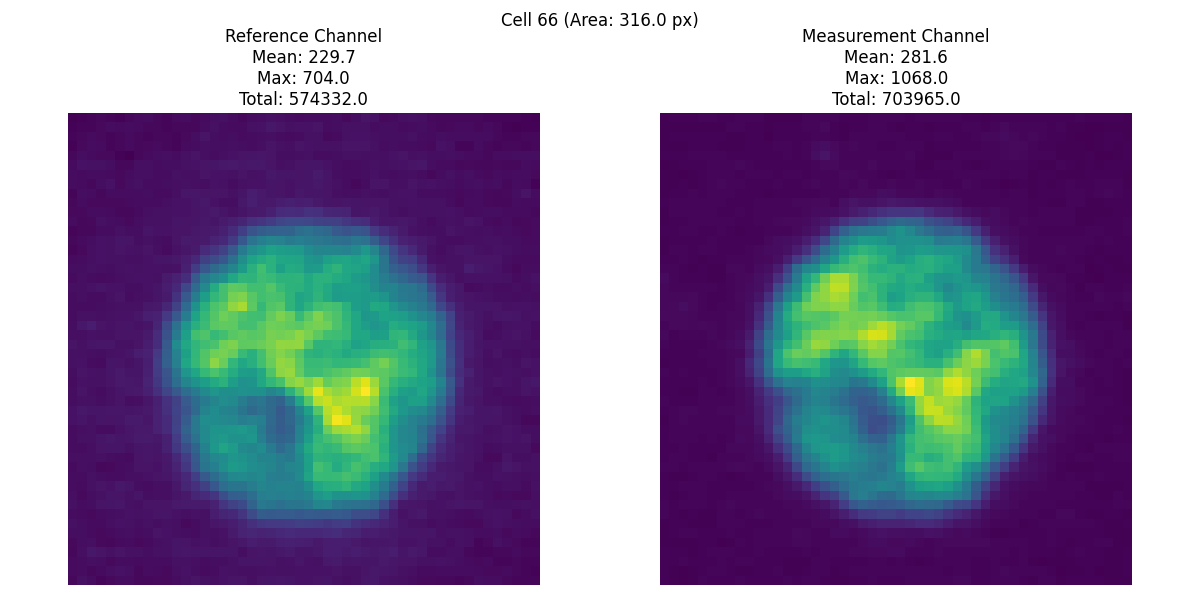 Cell 66 (Area: 316.0 px)
Reference Channel
Mean: 229.7
Max: 704.0
Total: 574332.0
Measurement Channel
Mean: 281.6
Max: 1068.0
Total: 703965.0